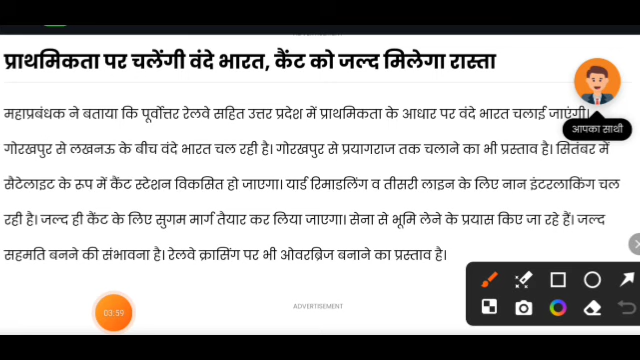 प्राथमिकता पर चलेंगी वंदे भारत, कैंट को जल्द मिलेगा रास्ता
महाप्रबंधक ने बताया कि पूर्वोत्तर रेलवे सहित उत्तर प्रदेश में प्राथमिकता के आधार पर वंदे भारत चलाई जाएंगी।
आपका साथी
गोरखपुर से लखनऊ के बीच वंदे भारत चल रही है। गोरखपुर से प्रयागराज तक चलाने का भी प्रस्ताव है। सितंबर में
सैटेलाइट के रूप में कैंट स्टेशन विकसित हो जाएगा। यार्ड रिमाडलिंग व तीसरी लाइन के लिए नान इंटरलाकिंग चल
रही है। जल्द ही कैंट के लिए सुगम मार्ग तैयार कर लिया जाएगा। सेना से भूमि लेने के प्रयास किए जा रहे हैं। जल्द
सहमति बनने की संभावना है। रेलवे क्रासिंग पर भी ओवरब्रिज बनाने का प्रस्ताव है।
ADVERTISEMENT
03:59